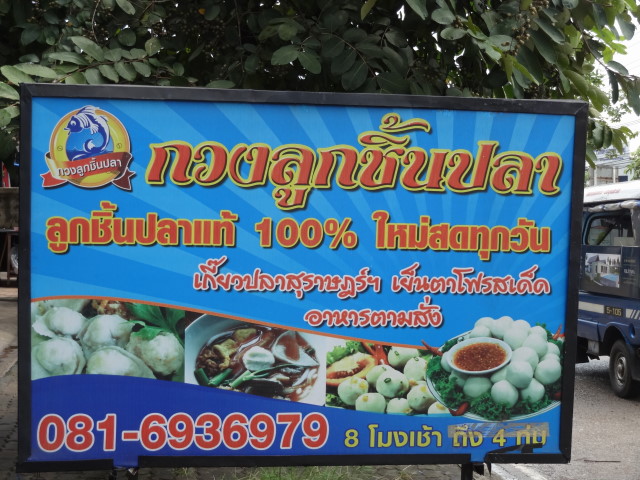 กวงลูกชิ้นปลา
กวงลูกชิ้นปลา
ลูกชิ้นปลาแท้ 100% ใหม่สดทุกวัน
เกี๊ยวปลาสุราษฎร์ฯ เย็นตาโฟรสเด็ด
อาหารตามสั่ง
081-6936979
8 โมงเช้า ถึง 4 ทุ่ม